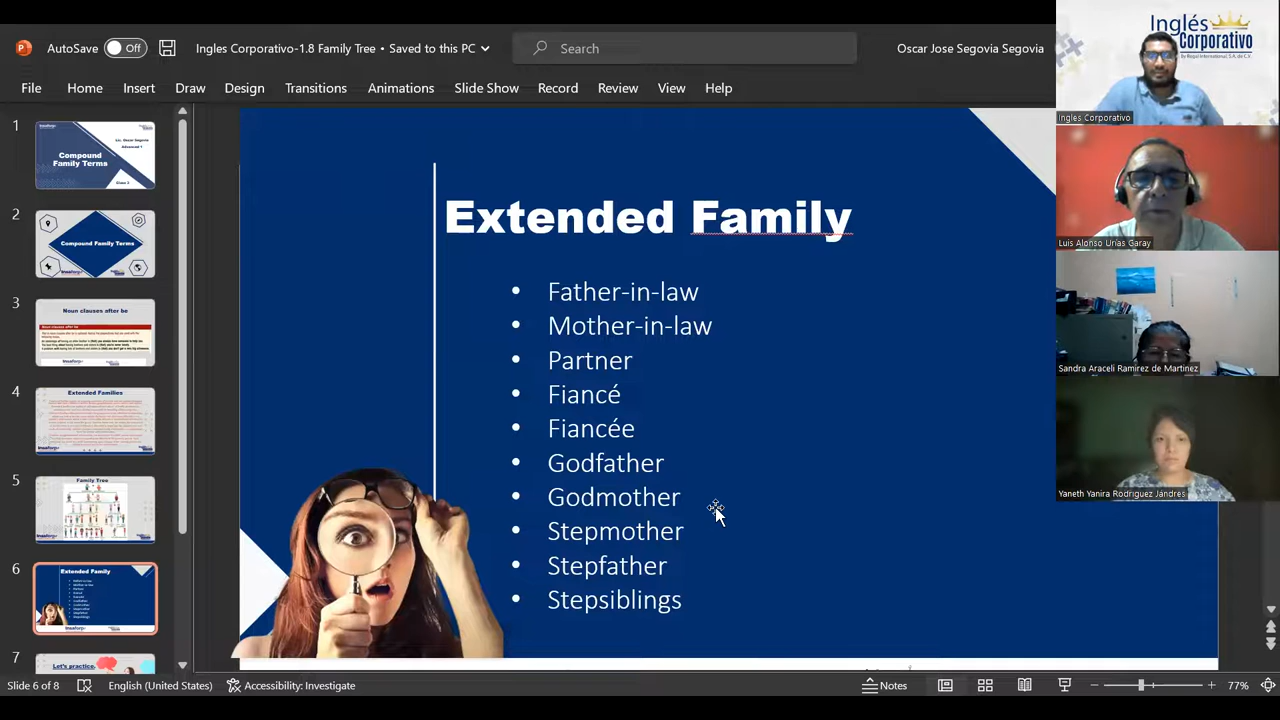 AutoSave Off Ingles Corporativo-1.8 Family Tree • Saved to this PC Search Oscar Jose Segovia Segovia
File Home Insert Draw Design Transitions Animations Slide Show Record Review View Help
1
Compound
Family Terms
2
Compound Family Terms
3
Noun clauses after be
4
Extended Families
5
Family Tree
6
Extended Family
7
Let's practice.
Extended Family
• Father-in-law
• Mother-in-law
• Partner
• Fiancé
• Fiancée
• Godfather
• Godmother
• Stepmother
• Stepfather
Stepsiblings
Inglés
Corporativo
Ingles Corporativo
Luis Alonso Urias Garay
Sandra Araceli Ramirez de Martinez
Yaneth Yanira Rodriguez Jandres
Slide 6 of 8 English (United States) Accessibility: Investigate Notes 77%